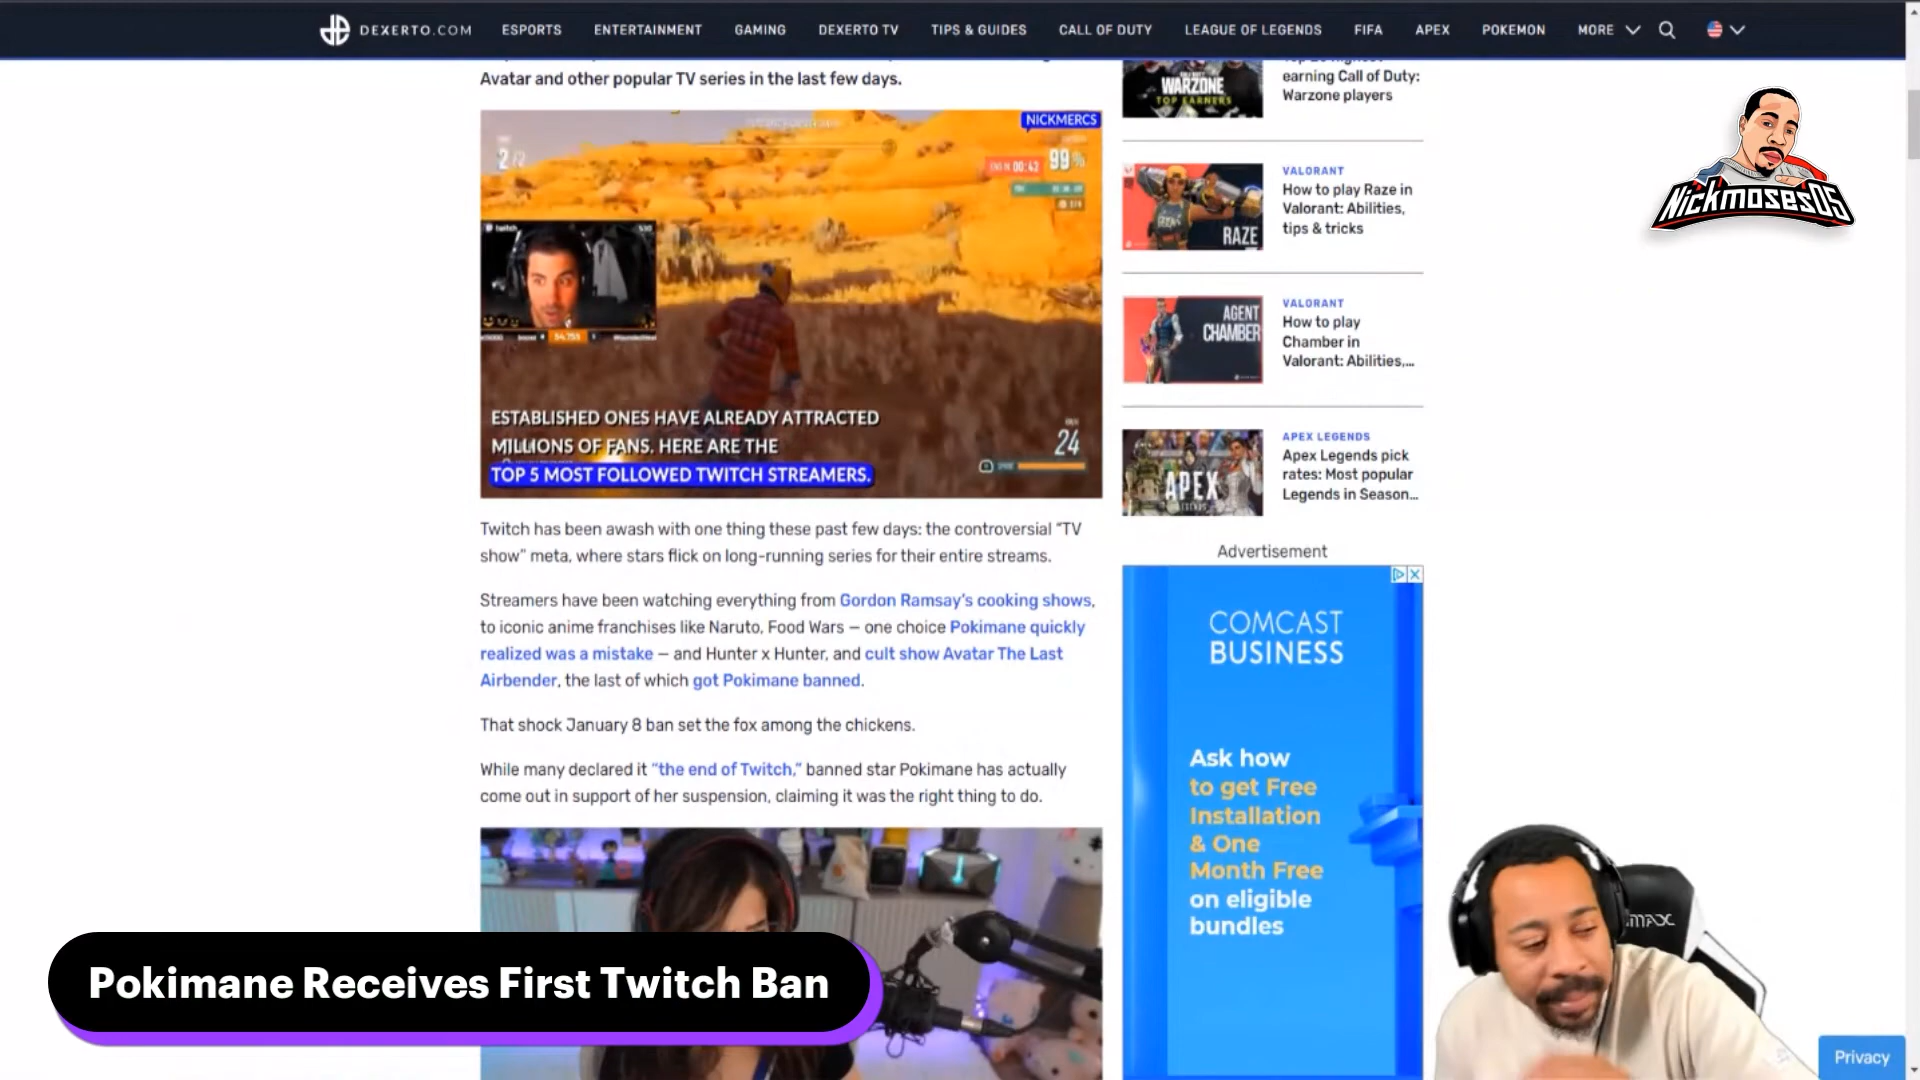 DEXERTO.COM
ESPORTS
ENTERTAINMENT
GAMING
DEXERTO TV
TIPS & GUIDES
CALL OF DUTY
LEAGUE OF LEGENDS
FIFA
APEX
POKEMON
MORE
Avatar and other popular TV series in the last few days.
NICKMERCS
2/2
00:42
99%
twitch
24
ESTABLISHED ONES HAVE ALREADY ATTRACTED
MILLIONS OF FANS. HERE ARE THE
TOP 5 MOST FOLLOWED TWITCH STREAMERS.
Twitch has been awash with one thing these past few days: the controversial “TV
show” meta, where stars flick on long-running series for their entire streams.
Streamers have been watching everything from Gordon Ramsay’s cooking shows,
to iconic anime franchises like Naruto, Food Wars – one choice Pokimane quickly
realized was a mistake – and Hunter x Hunter, and cult show Avatar The Last
Airbender, the last of which got Pokimane banned.
That shock January 8 ban set the fox among the chickens.
While many declared it “the end of Twitch,” banned star Pokimane has actually
come out in support of her suspension, claiming it was the right thing to do.
WARZONE
TOP EARNERS
earning Call of Duty:
Warzone players
RAZE
VALORANT
How to play Raze in
Valorant: Abilities,
tips & tricks
AGENT
CHAMBER
VALORANT
How to play
Chamber in
Valorant: Abilities,...
APEX
LEGENDS
APEX LEGENDS
Apex Legends pick
rates: Most popular
Legends in Season...
Advertisement
COMCAST
BUSINESS
Ask how
to get Free
Installation
& One
Month Free
on eligible
bundles
Nickmoses05
Pokimane Receives First Twitch Ban
Privacy